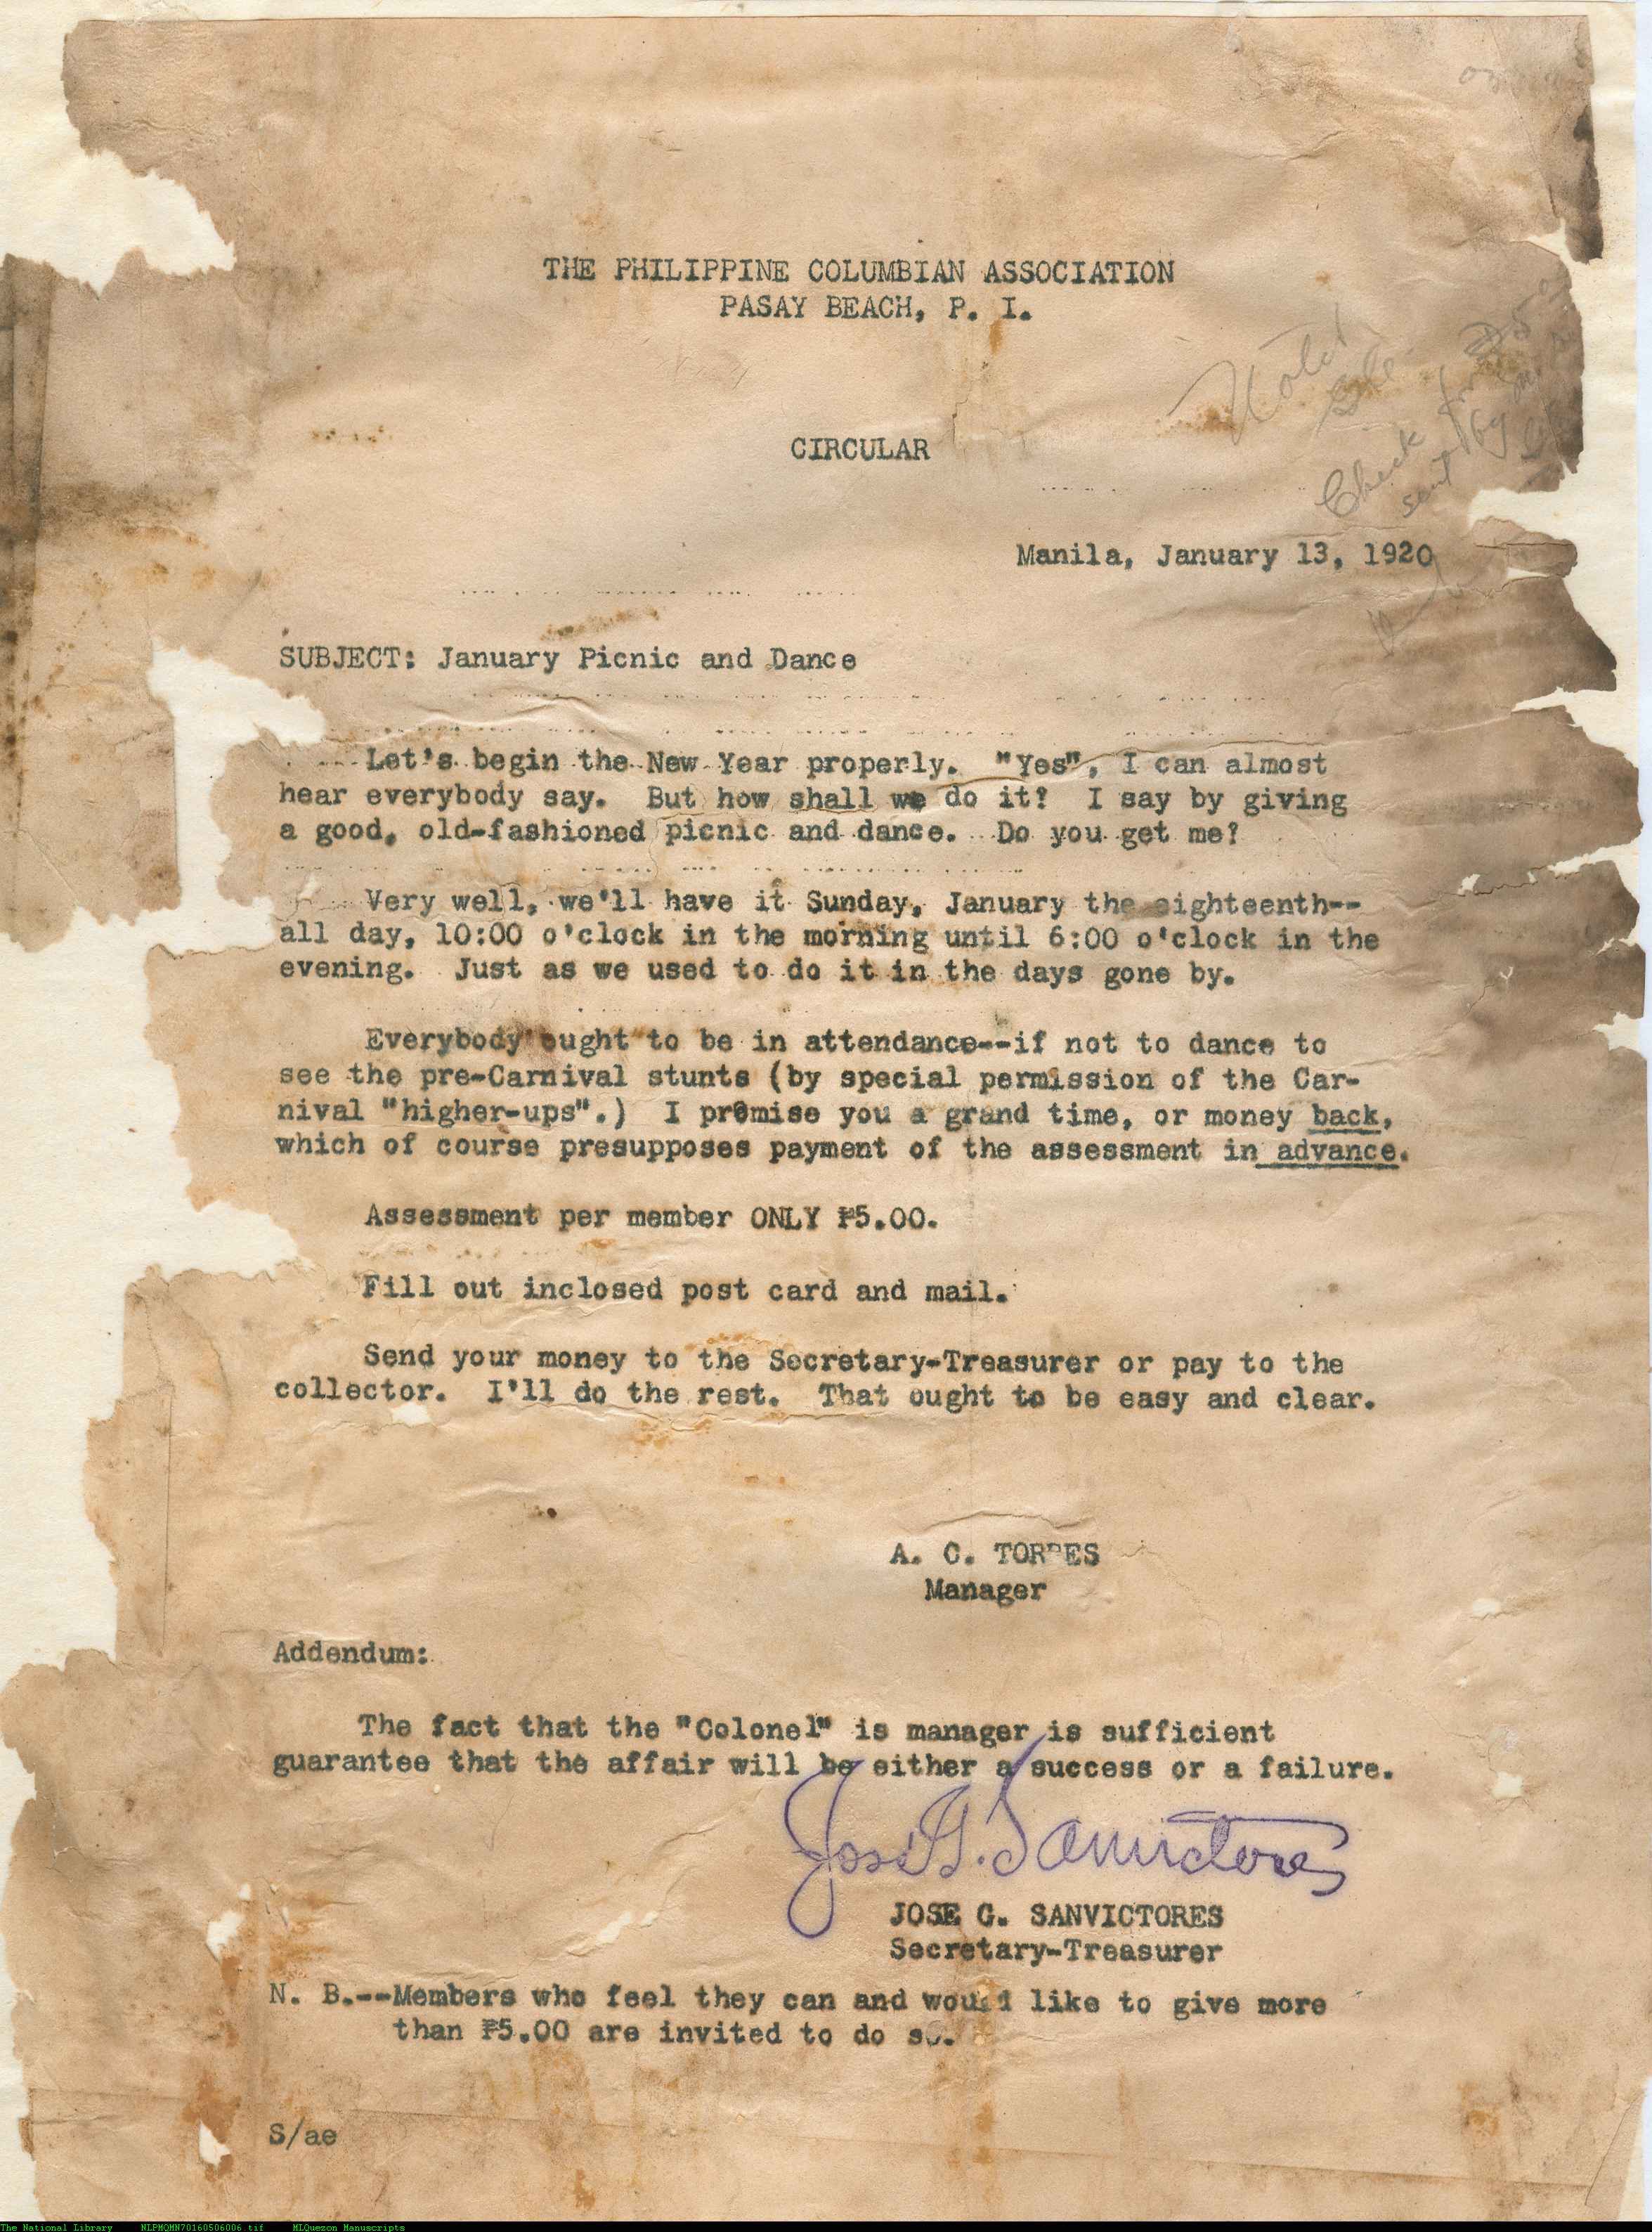 THE PHILIPPINE COLUMBIAN ASSOCIATION
PASAY BEACH, P. I.
Check for
sent by
CIRCULAR
Manila, January 13, 1920
SUBJECT: January Picnic and Dance
Let's begin the New Year properly. "Yes", I can almost
hear everybody say. But how shall we do it? I say by giving
a good, old-fashioned picnic and dance. Do you get me?
Very well, we'll have it Sunday, January the eighteenth--
all day, 10:00 o'clock in the morning until 6:00 o'clock in the
evening. Just as we used to do it in the days gone by.
Everybody ought to be in attendance--if not to dance to
see the pre-Carnival stunts (by special permission of the Car-
nival "higher-ups".) I promise you a grand time, or money back,
which of course presupposes payment of the assessment in advance.
Assessment per member ONLY ₱5.00.
Fill out inclosed post card and mail.
Send your money to the Secretary-Treasurer or pay to the
collector. I'll do the rest. That ought to be easy and clear.
A. C. TORRES
Manager
Addendum:
The fact that the "Colonel" is manager is sufficient
guarantee that the affair will be either a success or a failure.
Jose G. Sanvictores
JOSE G. SANVICTORES
Secretary-Treasurer
N. B.--Members who feel they can and would like to give more
than ₱5.00 are invited to do so.
S/ae
The National Library NLPMQMN70160506006.tif MLQuezon Manuscripts